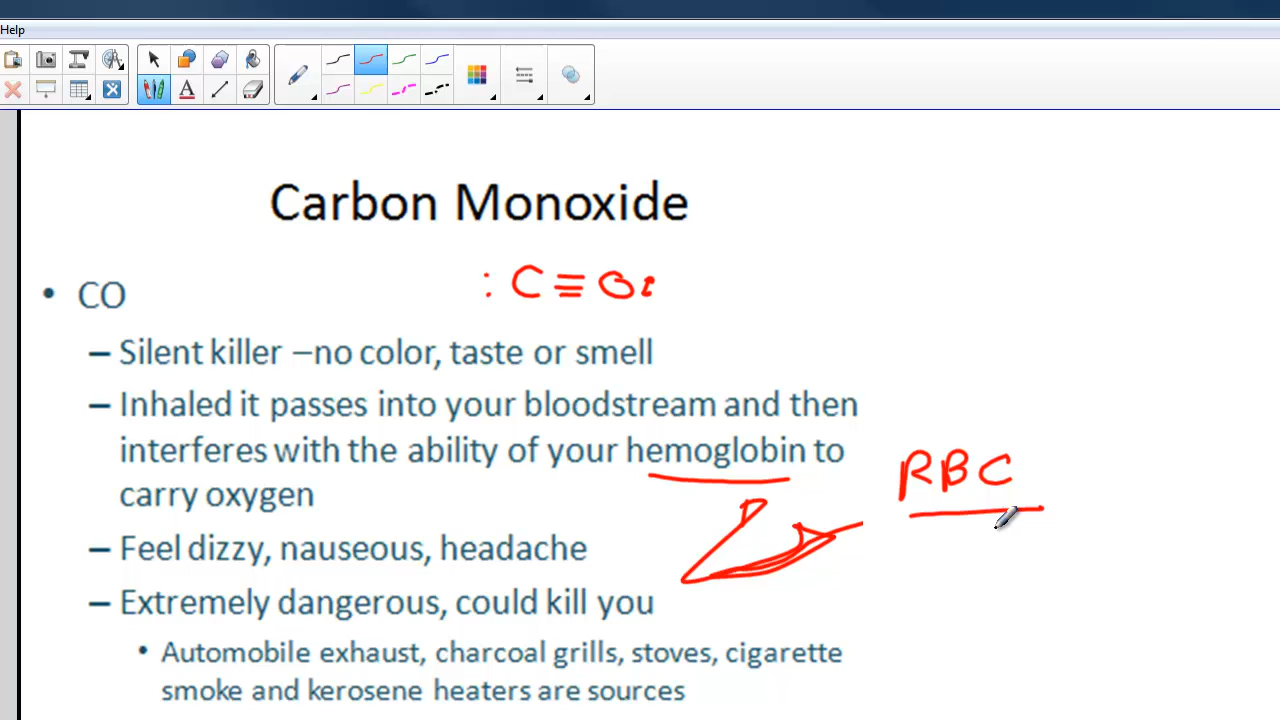 Help
Carbon Monoxide
:C≡O:
• CO
– Silent killer –no color, taste or smell
– Inhaled it passes into your bloodstream and then
interferes with the ability of your hemoglobin to
carry oxygen
RBC
– Feel dizzy, nauseous, headache
– Extremely dangerous, could kill you
• Automobile exhaust, charcoal grills, stoves, cigarette
smoke and kerosene heaters are sources